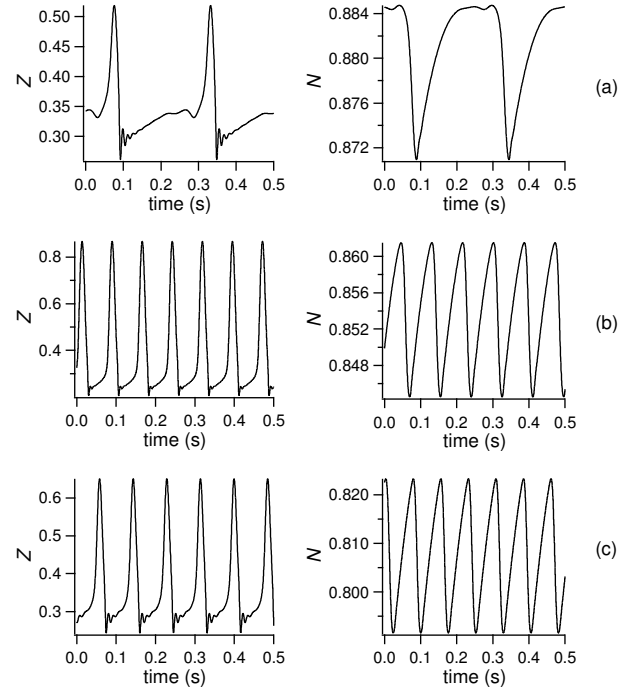 0.50
0.45
0.40
0.35
0.30
Z
0.0 0.1 0.2 0.3 0.4 0.5
time (s)
0.884
0.880
0.876
0.872
N
0.0 0.1 0.2 0.3 0.4 0.5
time (s)
(a)
0.8
0.6
0.4
Z
0.0 0.1 0.2 0.3 0.4 0.5
time (s)
0.860
0.856
0.852
0.848
N
0.0 0.1 0.2 0.3 0.4 0.5
time (s)
(b)
0.6
0.5
0.4
0.3
Z
0.0 0.1 0.2 0.3 0.4 0.5
time (s)
0.820
0.810
0.800
N
0.0 0.1 0.2 0.3 0.4 0.5
time (s)
(c)